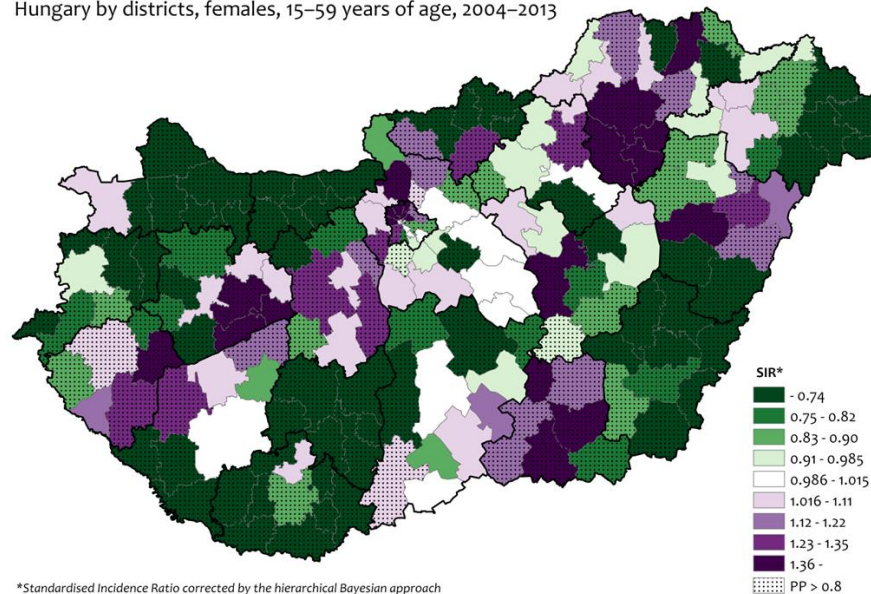 Hungary by districts, females, 15–59 years of age, 2004–2013
SIR*
- 0.74
0.75 - 0.82
0.83 - 0.90
0.91 - 0.985
0.986 - 1.015
1.016 - 1.11
1.12 - 1.22
1.23 - 1.35
1.36 -
PP > 0.8
*Standardised Incidence Ratio corrected by the hierarchical Bayesian approach